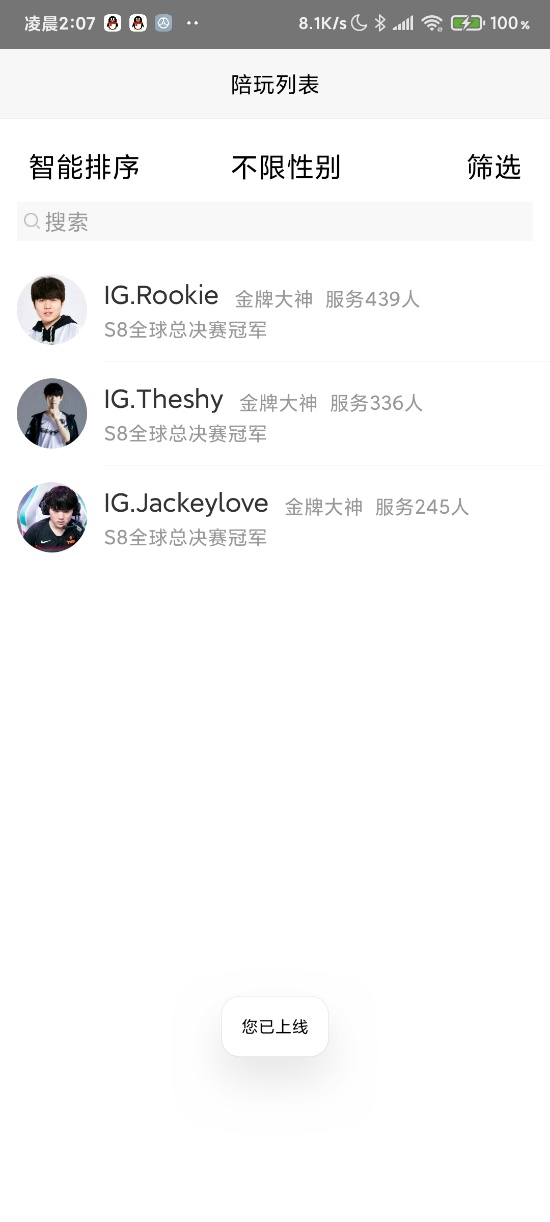 凌晨2:07 8.1K/s 100%
陪玩列表
智能排序 不限性别 筛选
搜索
IG.Rookie 金牌大神 服务439人
S8全球总决赛冠军
IG.Theshy 金牌大神 服务336人
S8全球总决赛冠军
IG.Jackeylove 金牌大神 服务245人
S8全球总决赛冠军
您已上线